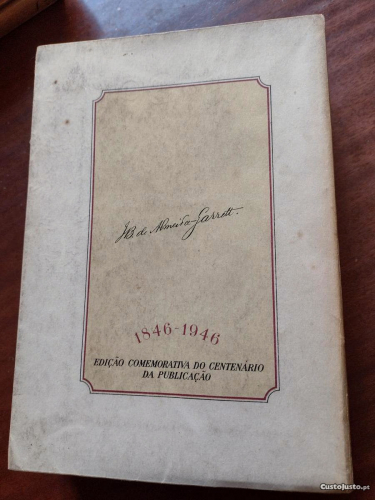 J.B. de Almeida-Garrett.
1846-1946
EDIÇÃO COMEMORATIVA DO CENTENÁRIO
DA PUBLICAÇÃO
CustoJusto.pt